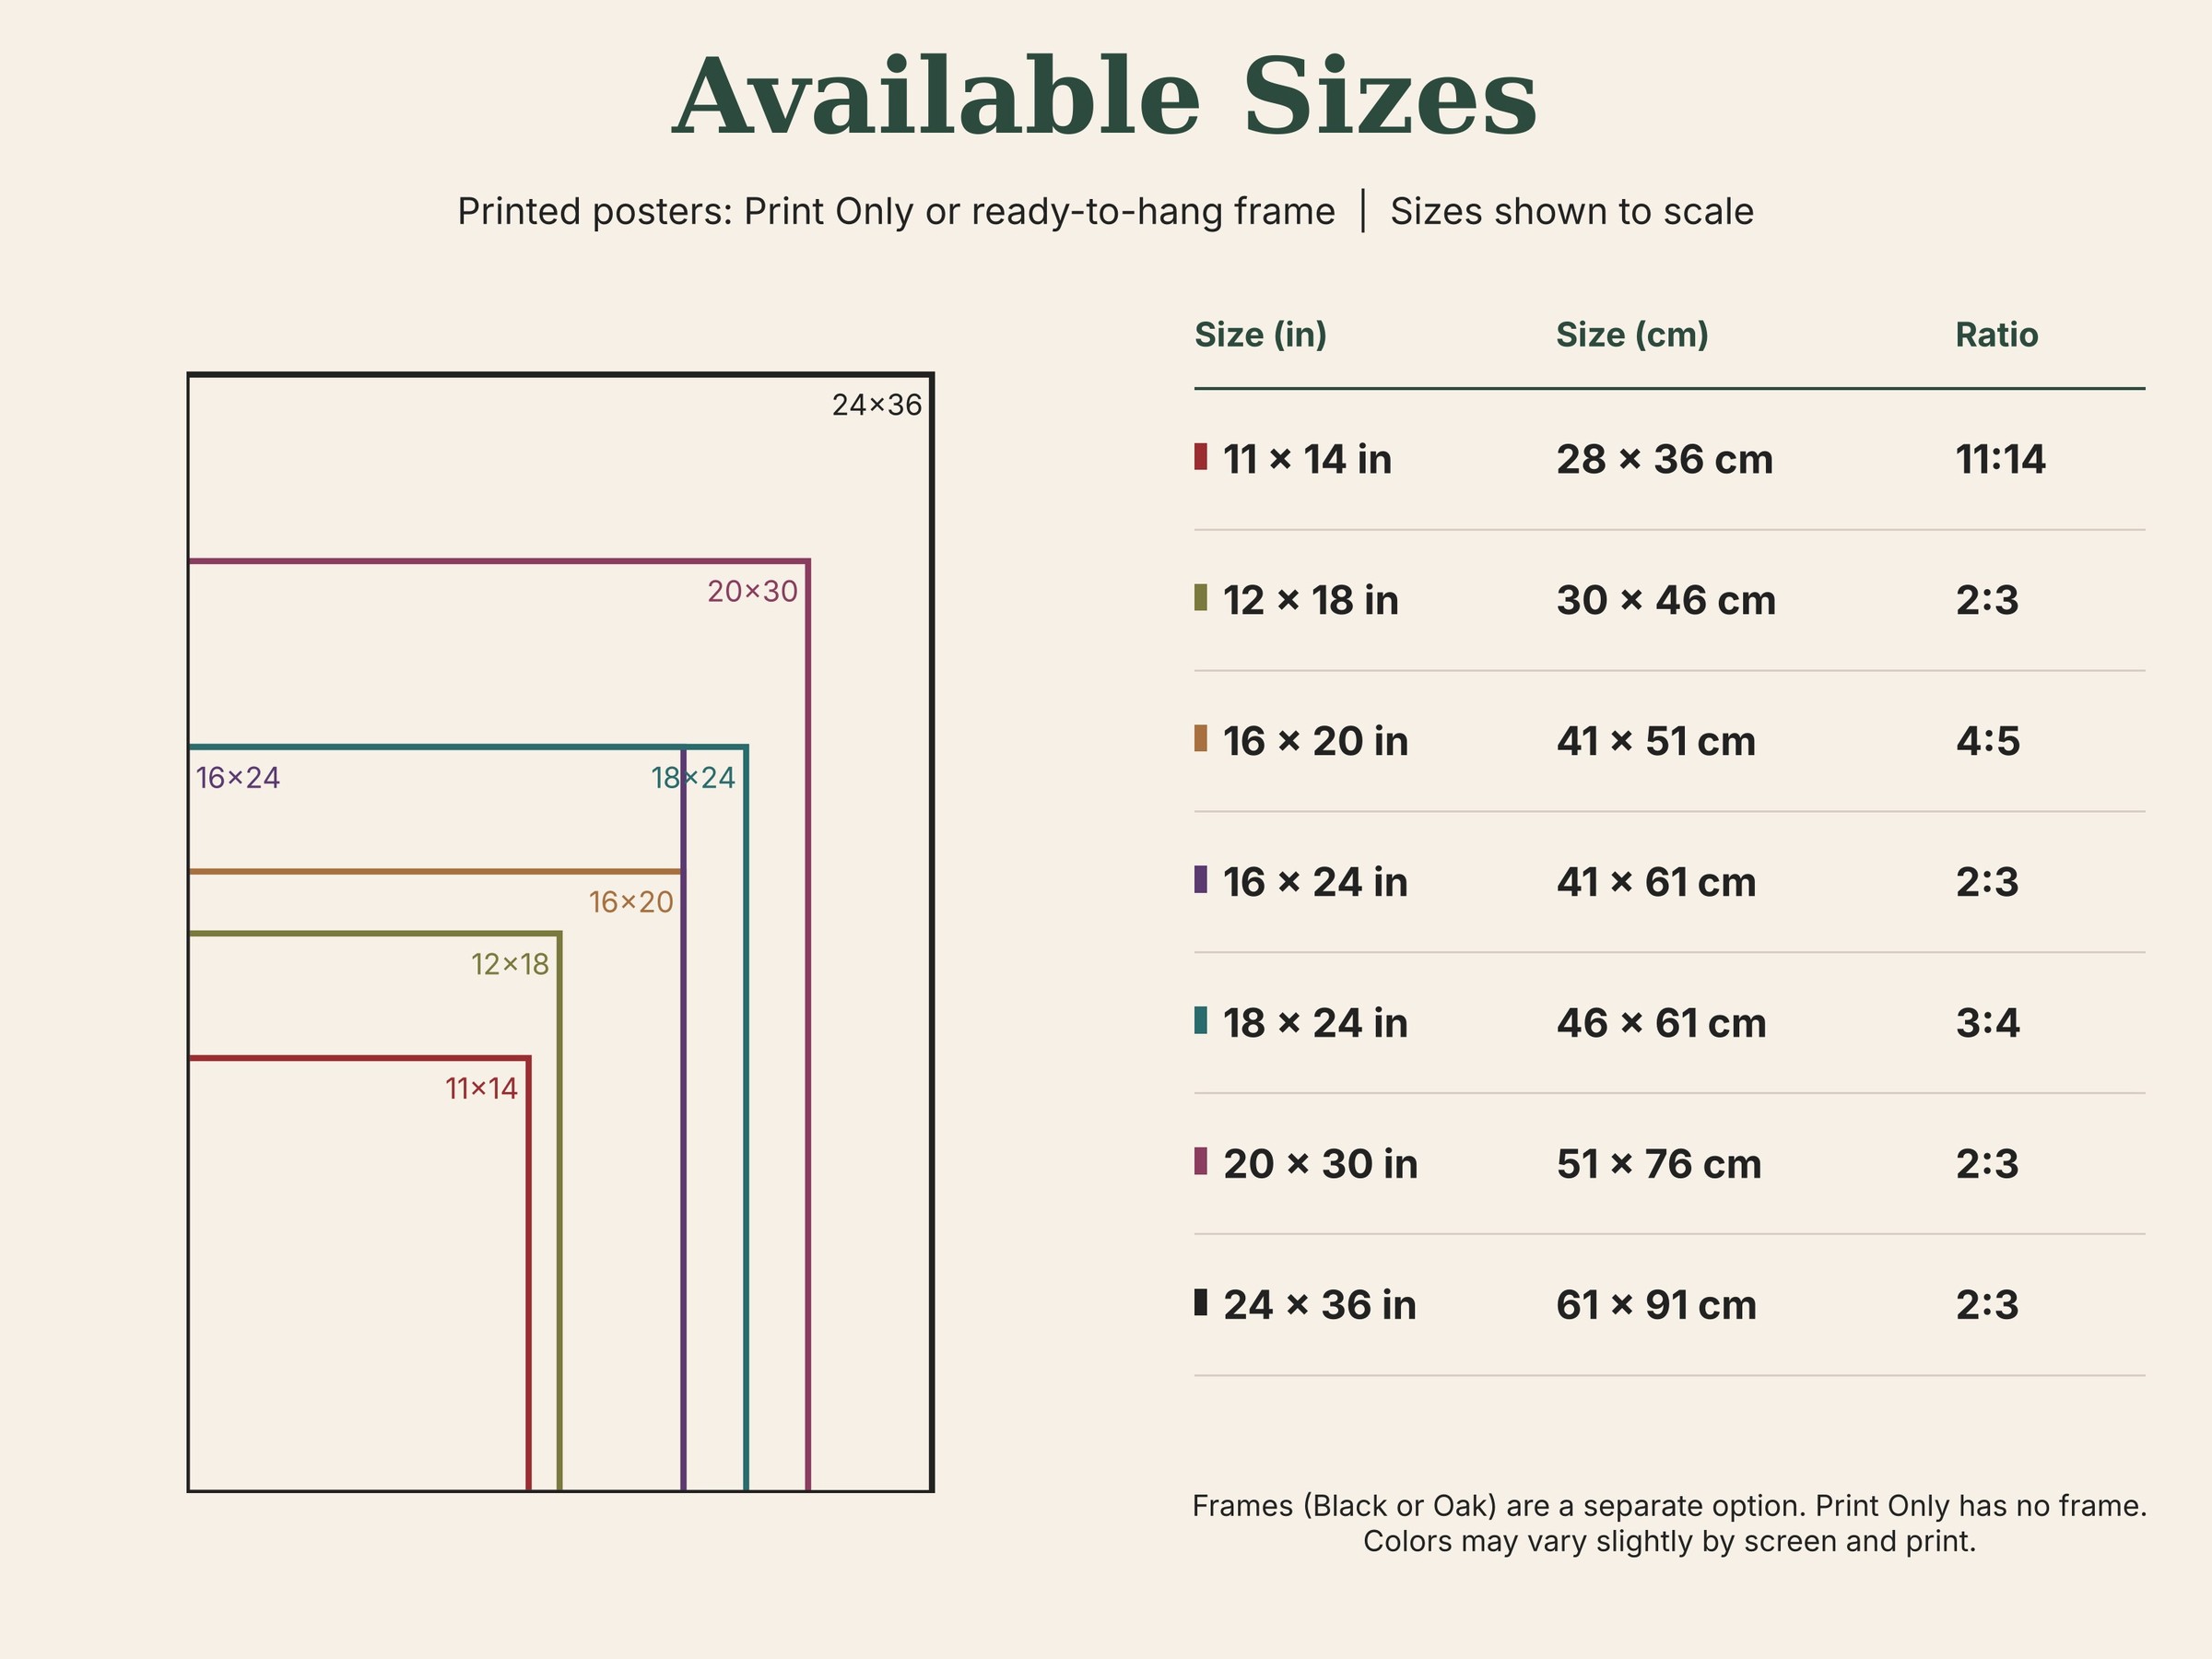 Available Sizes
Printed posters: Print Only or ready-to-hang frame | Sizes shown to scale
24×36
20×30
16×24
18×24
16×20
12×18
11×14
Size (in) Size (cm) Ratio
11 × 14 in 28 × 36 cm 11:14
12 × 18 in 30 × 46 cm 2:3
16 × 20 in 41 × 51 cm 4:5
16 × 24 in 41 × 61 cm 2:3
18 × 24 in 46 × 61 cm 3:4
20 × 30 in 51 × 76 cm 2:3
24 × 36 in 61 × 91 cm 2:3
Frames (Black or Oak) are a separate option. Print Only has no frame.
Colors may vary slightly by screen and print.